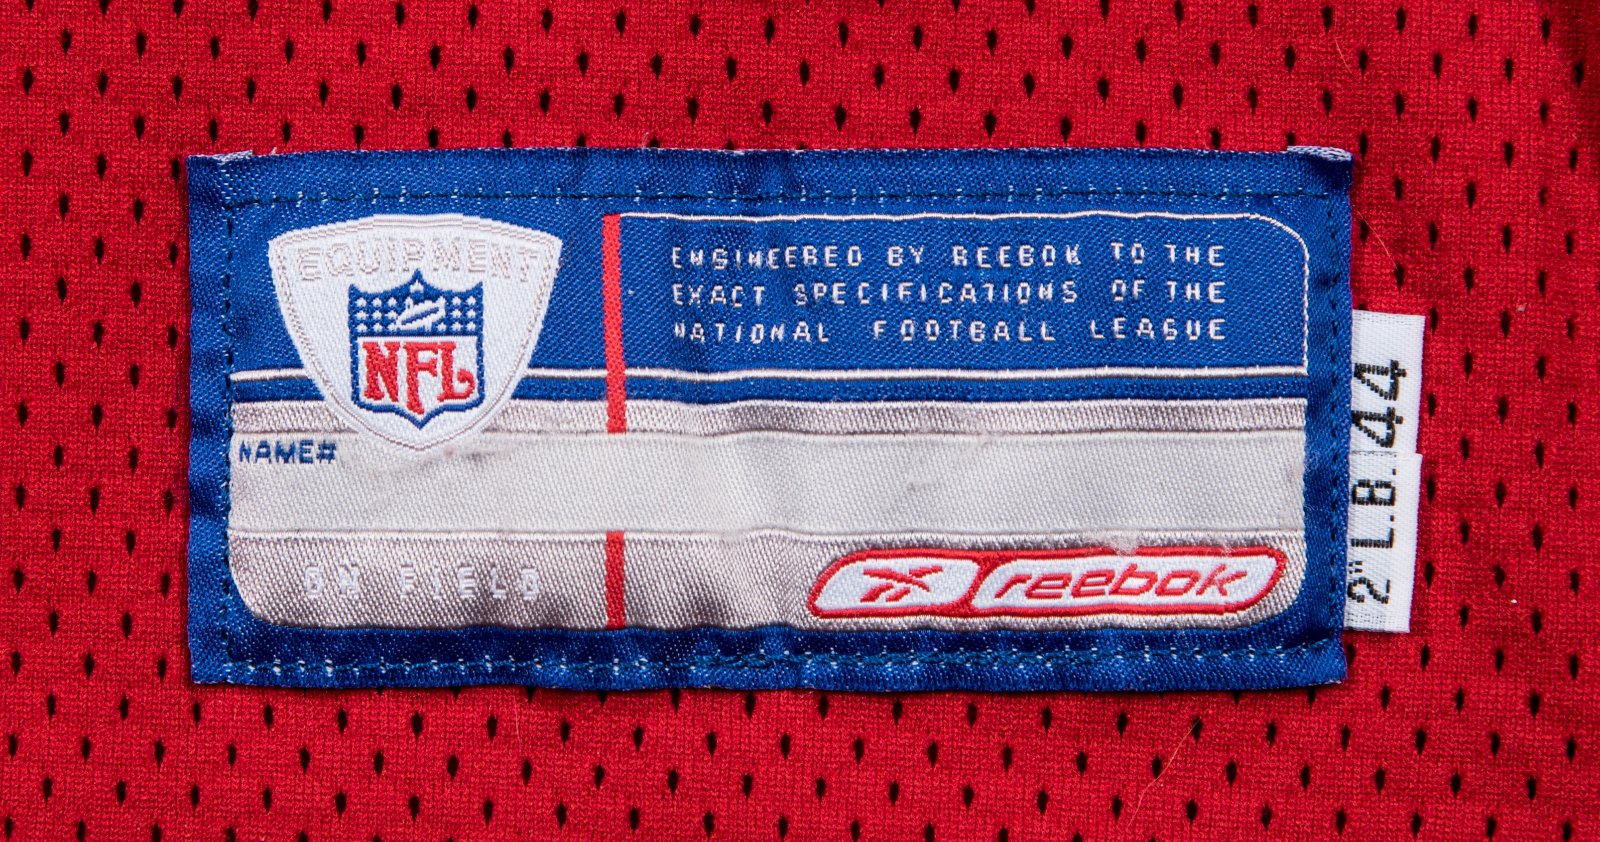 EQUIPMENT
NFL
ENGINEERED BY REEBOK TO THE
EXACT SPECIFICATIONS OF THE
NATIONAL FOOTBALL LEAGUE
NAME#
ON FIELD
reebok
44
2" L.B.